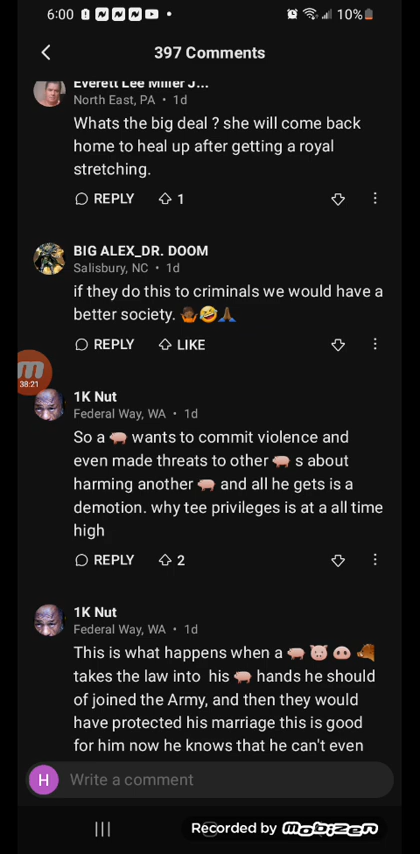 6:00
10%
397 Comments
Everett Lee Miller J...
North East, PA • 1d
Whats the big deal ? she will come back
home to heal up after getting a royal
stretching.
REPLY 1
BIG ALEX_DR. DOOM
Salisbury, NC • 1d
if they do this to criminals we would have a
better society. 🤷🏾🤣🙏🏾
REPLY LIKE
38:21
1K Nut
Federal Way, WA • 1d
So a 🐖 wants to commit violence and
even made threats to other 🐖 s about
harming another 🐖 and all he gets is a
demotion. why tee privileges is at a all time
high
REPLY 2
1K Nut
Federal Way, WA • 1d
This is what happens when a 🐖 🐷 🐽 🐗
takes the law into his 🐖 hands he should
of joined the Army, and then they would
have protected his marriage this is good
for him now he knows that he can't even
H Write a comment
Recorded by mobizen